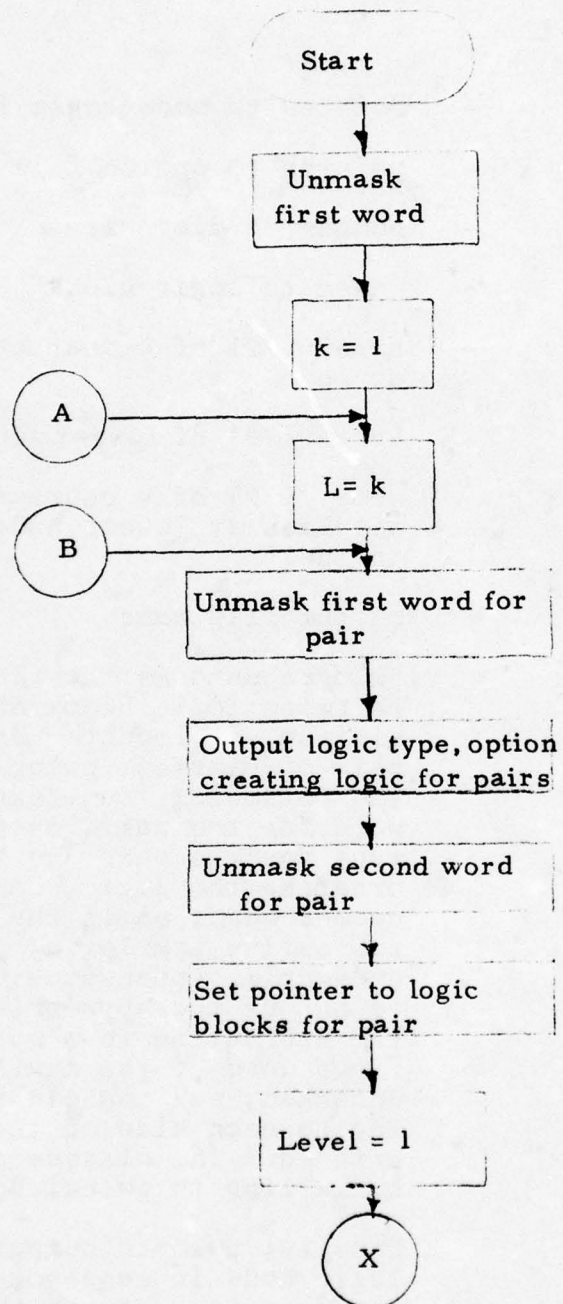 Start
Unmask
first word
k = 1
A
L= k
B
Unmask first word for
pair
Output logic type, option
creating logic for pairs
Unmask second word
for pair
Set pointer to logic
blocks for pair
Level = 1
X